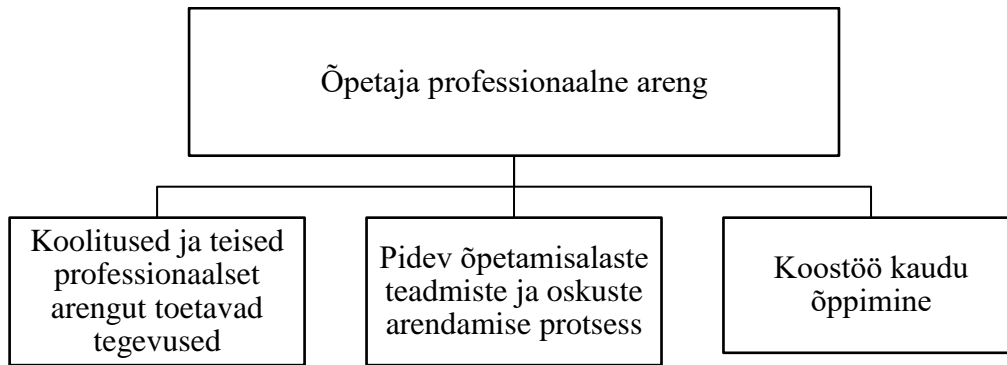 Õpetaja professionaalne areng
Koolitused ja teised
professionaalset
arengut toetavad
tegevused
Pidev õpetamisalaste
teadmiste ja oskuste
arendamise protsess
Koostöö kaudu
õppimine